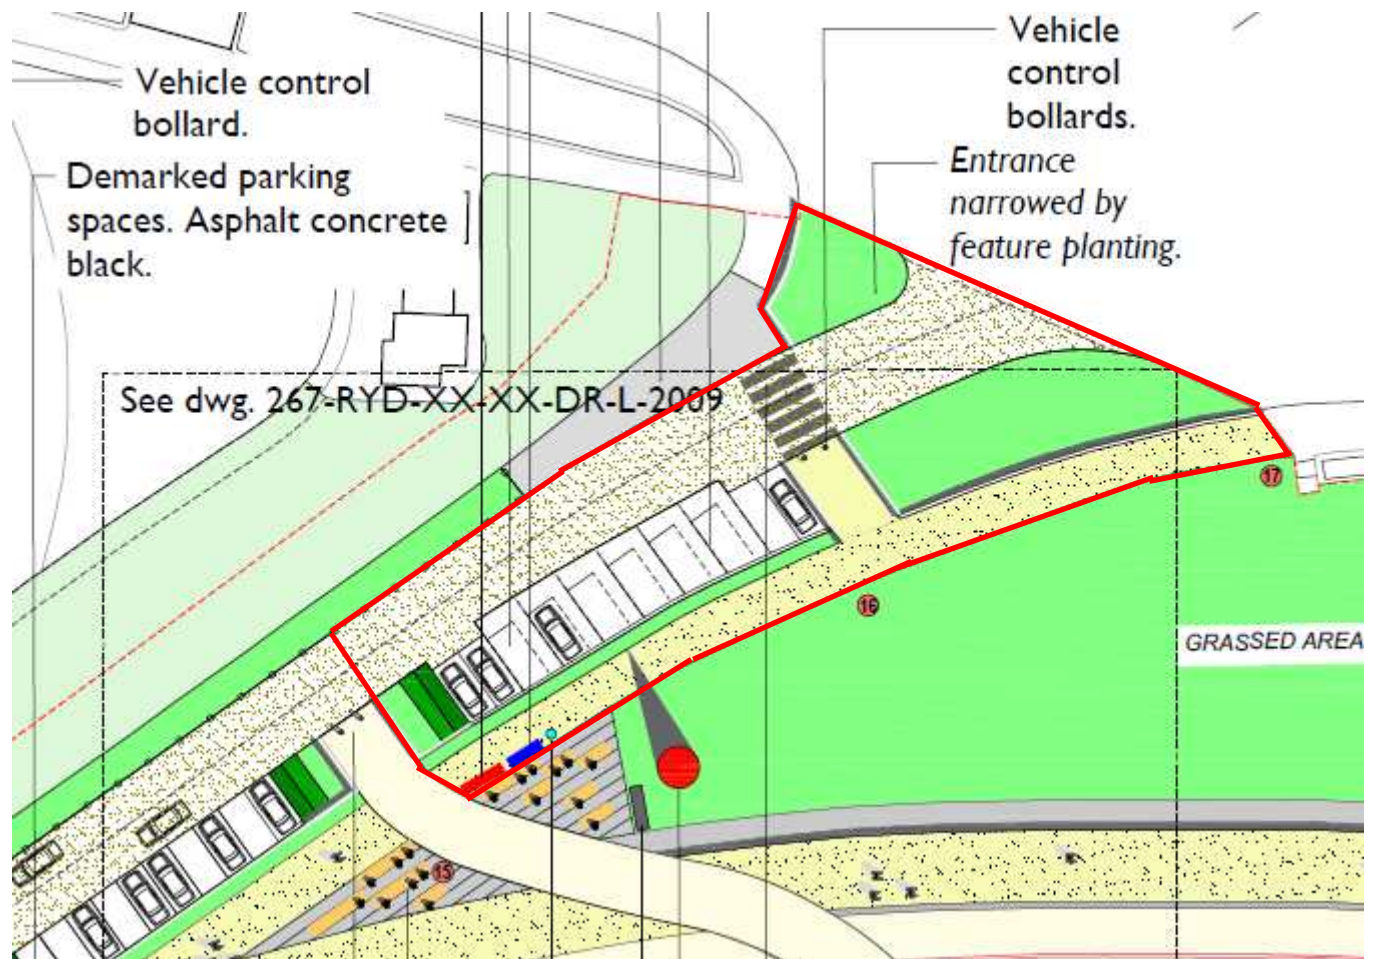 Vehicle control
bollard.
Demarked parking
spaces. Asphalt concrete
black.
Vehicle
control
bollards.
Entrance
narrowed by
feature planting.
See dwg. 267-RYD-XX-XX-DR-L-2009
17
16
GRASSED AREA
15